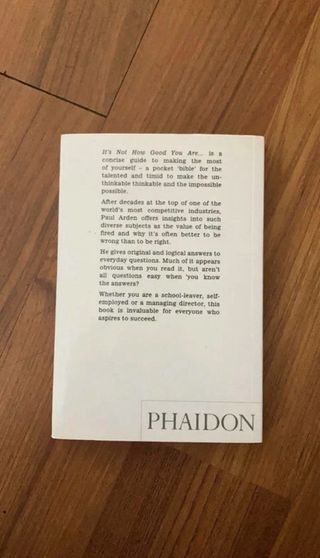 It's Not How Good You Are... is a
concise guide to making the most
of yourself – a pocket 'bible' for the
talented and timid to make the un-
thinkable thinkable and the impossible
possible.
After decades at the top of one of the
world's most competitive industries,
Paul Arden offers insights into such
diverse subjects as the value of being
fired and why it's often better to be
wrong than to be right.
He gives original and logical answers to
everyday questions. Much of it appears
obvious when you read it, but aren't
all questions easy when you know
the answers?
Whether you are a school-leaver, self-
employed or a managing director, this
book is invaluable for everyone who
aspires to succeed.
PHAIDON